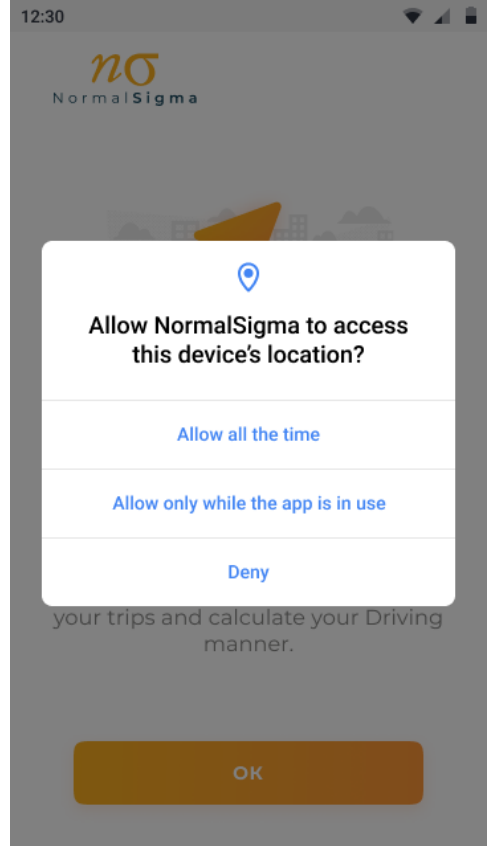 12:30
nσ
NormalSigma
Allow NormalSigma to access
this device’s location?
Allow all the time
Allow only while the app is in use
Deny
your trips and calculate your Driving
manner.
OK